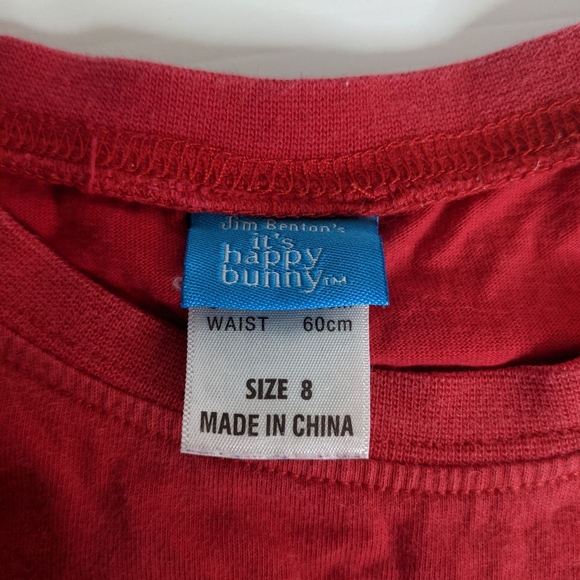 Jim Benton's
it's
happy
bunny™
WAIST 60cm
SIZE 8
MADE IN CHINA